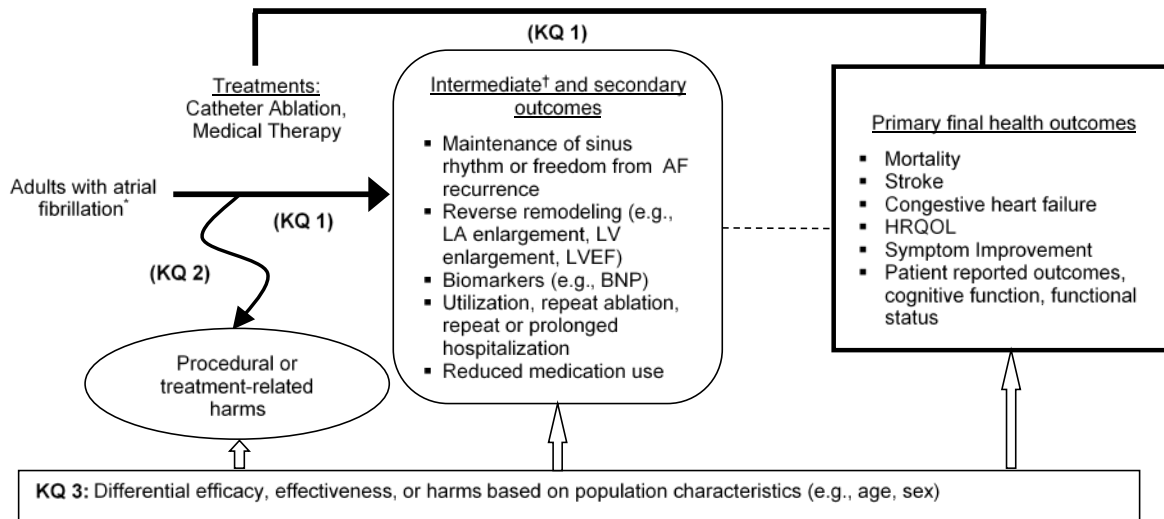 (KQ 1)
Treatments:
Catheter Ablation,
Medical Therapy
Adults with atrial
fibrillation*
(KQ 1)
(KQ 2)
Procedural or
treatment-related
harms
Intermediate† and secondary
outcomes
▪ Maintenance of sinus
rhythm or freedom from AF
recurrence
▪ Reverse remodeling (e.g.,
LA enlargement, LV
enlargement, LVEF)
▪ Biomarkers (e.g., BNP)
▪ Utilization, repeat ablation,
repeat or prolonged
hospitalization
▪ Reduced medication use
Primary final health outcomes
▪ Mortality
▪ Stroke
▪ Congestive heart failure
▪ HRQOL
▪ Symptom Improvement
▪ Patient reported outcomes,
cognitive function, functional
status
KQ 3: Differential efficacy, effectiveness, or harms based on population characteristics (e.g., age, sex)